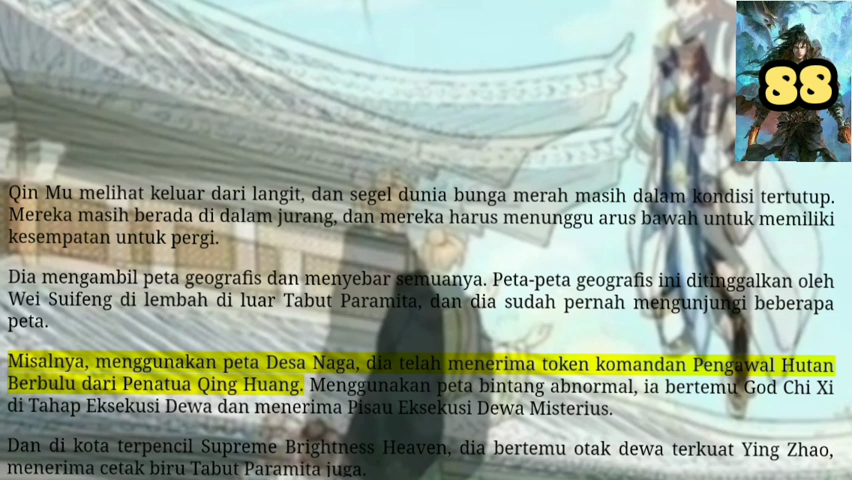 88
Qin Mu melihat keluar dari langit, dan segel dunia bunga merah masih dalam kondisi tertutup.
Mereka masih berada di dalam jurang, dan mereka harus menunggu arus bawah untuk memiliki
kesempatan untuk pergi.
Dia mengambil peta geografis dan menyebar semuanya. Peta-peta geografis ini ditinggalkan oleh
Wei Suifeng di lembah di luar Tabut Paramita, dan dia sudah pernah mengunjungi beberapa
peta.
Misalnya, menggunakan peta Desa Naga, dia telah menerima token komandan Pengawal Hutan
Berbulu dari Penatua Qing Huang. Menggunakan peta bintang abnormal, ia bertemu God Chi Xi
di Tahap Eksekusi Dewa dan menerima Pisau Eksekusi Dewa Misterius.
Dan di kota terpencil Supreme Brightness Heaven, dia bertemu otak dewa terkuat Ying Zhao,
menerima cetak biru Tabut Paramita juga.